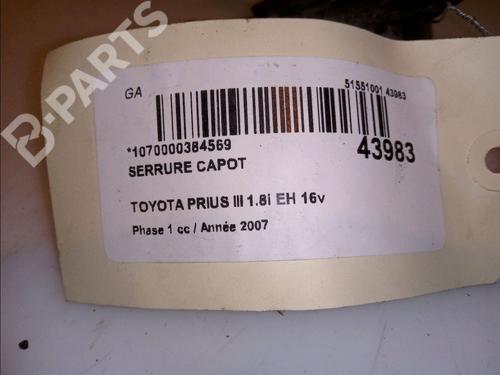 B-PARTS
GA
51551001 43983
*1070000384569
43983
SERRURE CAPOT
TOYOTA PRIUS III 1.8i EH 16v
Phase 1 cc / Année 2007